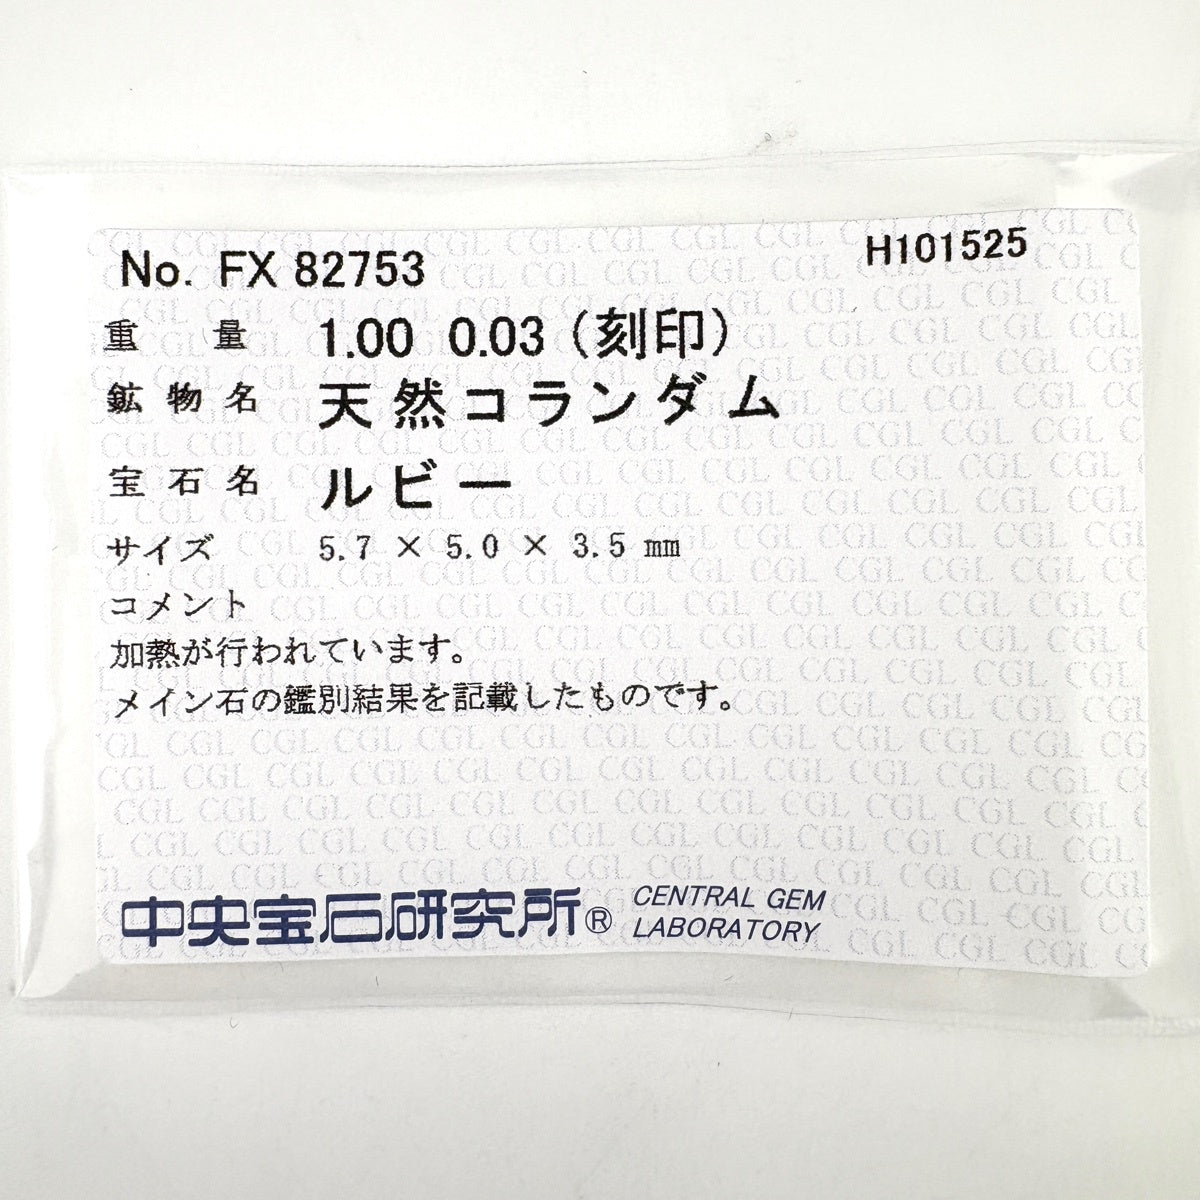 No. FX 82753 H101525
重量 1.00 0.03 (刻印)
鉱物名 天然コランダム
宝石名 ルビー
サイズ 5.7 × 5.0 × 3.5 mm
コメント
加熱が行われています。
メイン石の鑑別結果を記載したものです。
中央宝石研究所® CENTRAL GEM
LABORATORY